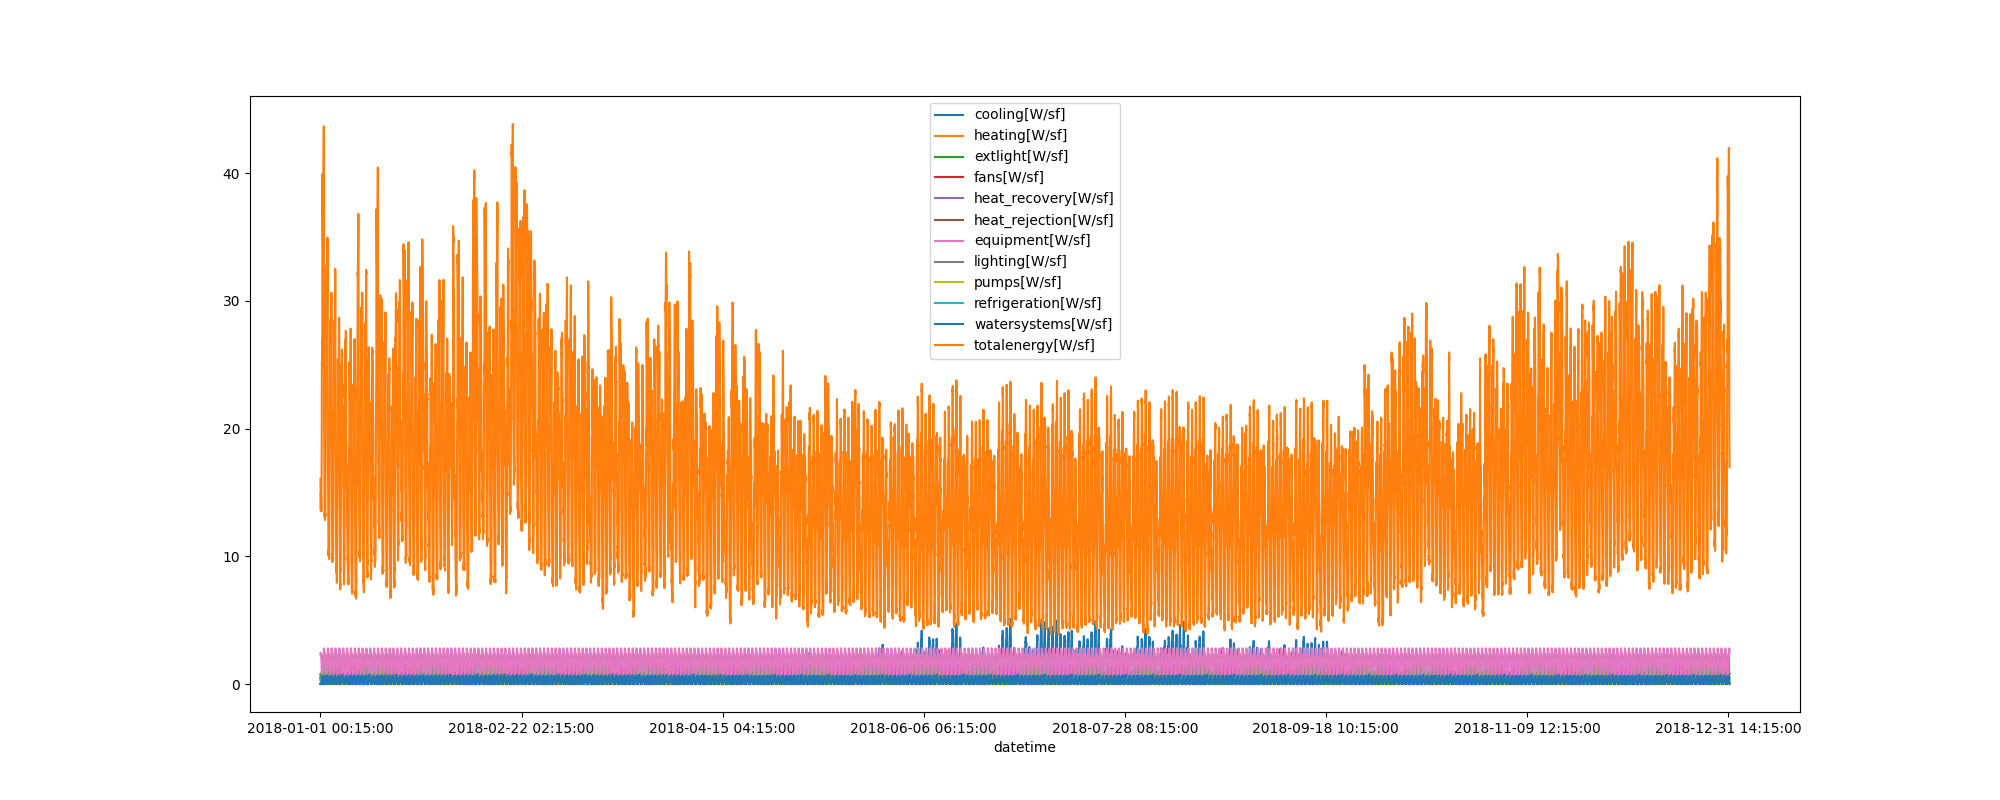 cooling[W/sf]
heating[W/sf]
extlight[W/sf]
fans[W/sf]
heat_recovery[W/sf]
heat_rejection[W/sf]
equipment[W/sf]
lighting[W/sf]
pumps[W/sf]
refrigeration[W/sf]
watersystems[W/sf]
totalenergy[W/sf]
40
30
20
10
0
2018-01-01 00:15:00 2018-02-22 02:15:00 2018-04-15 04:15:00 2018-06-06 06:15:00 2018-07-28 08:15:00 2018-09-18 10:15:00 2018-11-09 12:15:00 2018-12-31 14:15:00
datetime